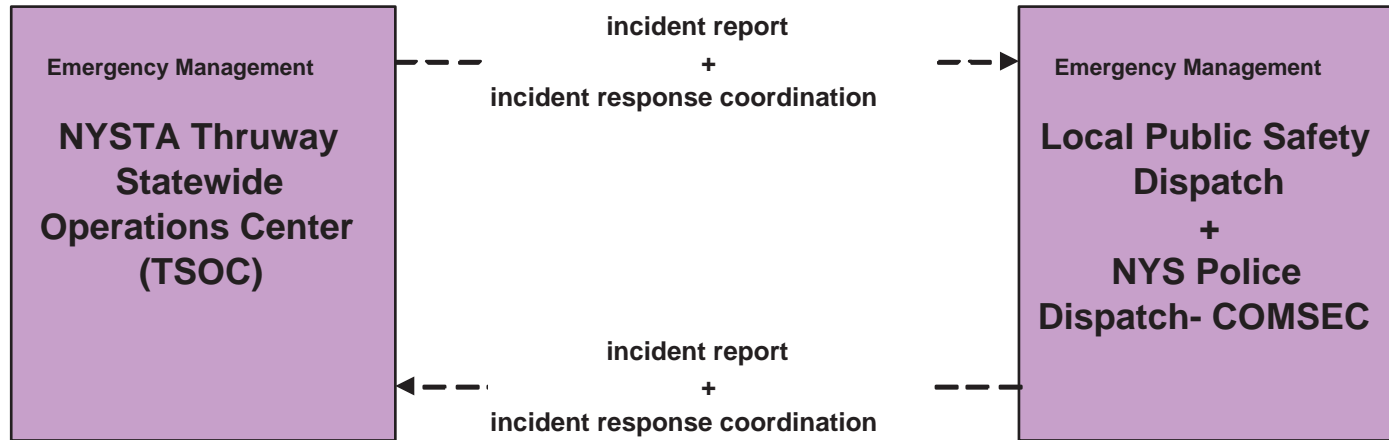 Emergency Management
NYSTA Thruway
Statewide
Operations Center
(TSOC)
incident report
+
incident response coordination
incident report
+
incident response coordination
Emergency Management
Local Public Safety
Dispatch
+
NYS Police
Dispatch- COMSEC